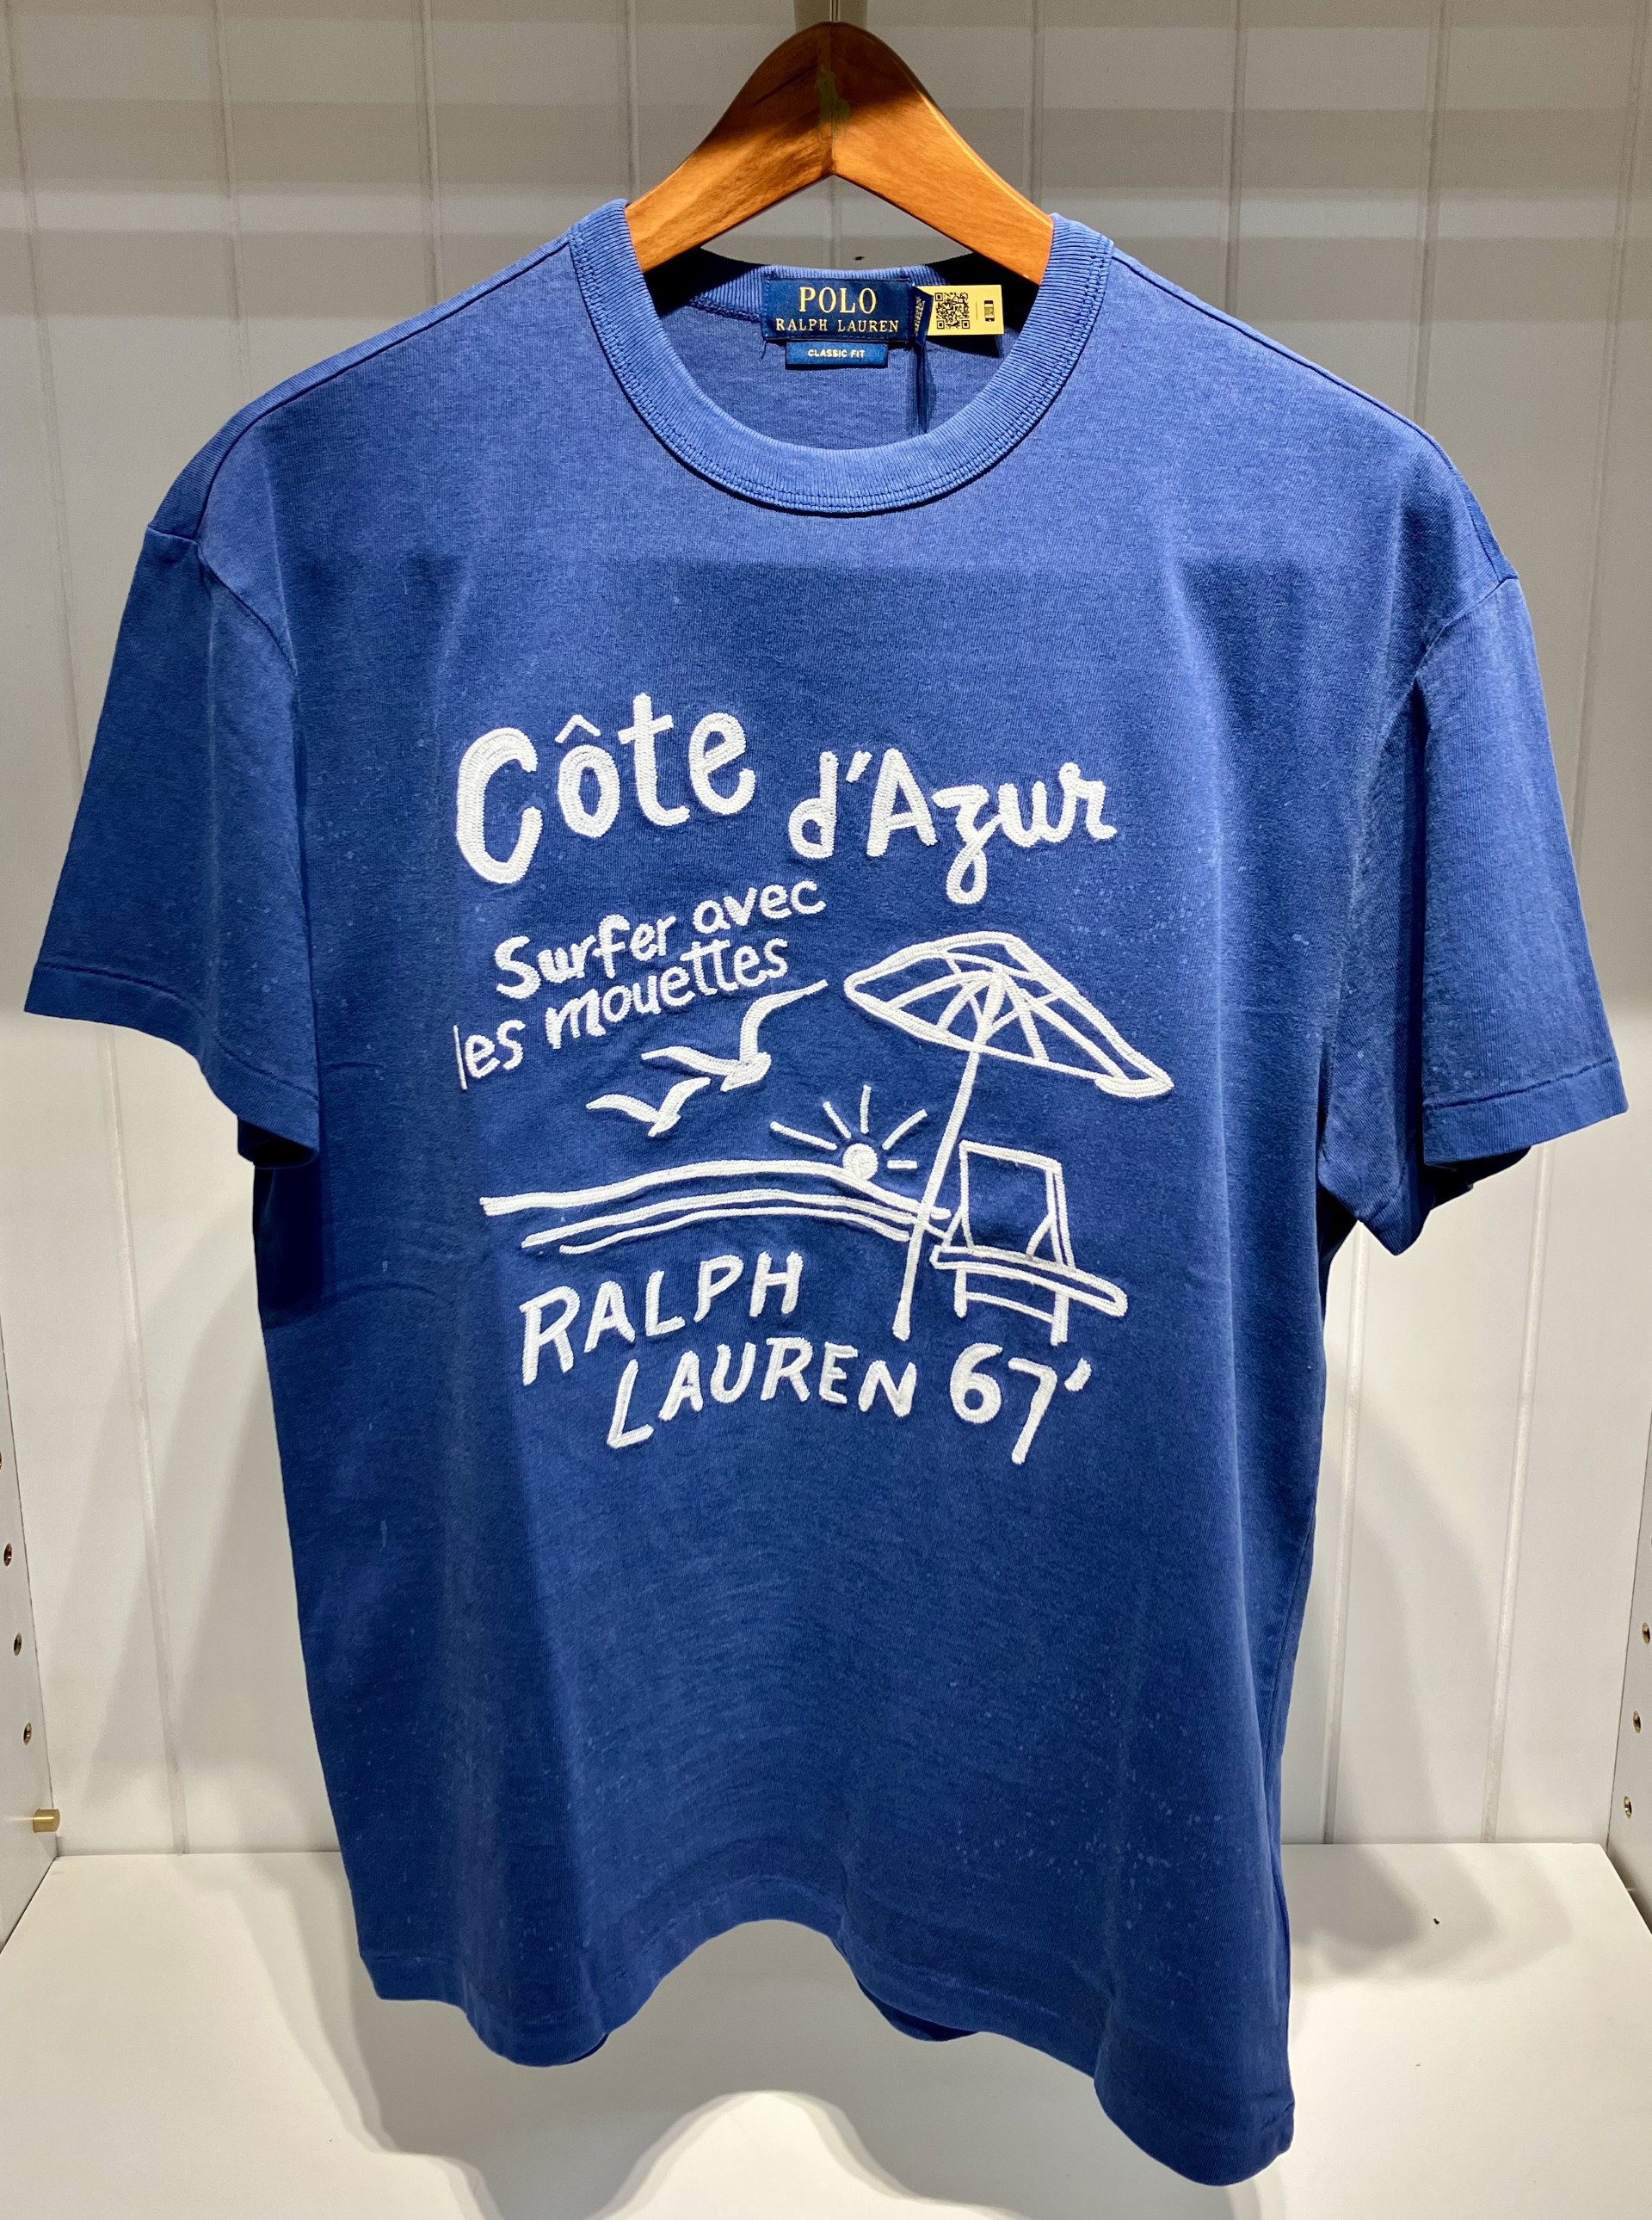 POLO
RALPH LAUREN
CLASSIC FIT
Côte d'Azur
Surfer avec
les mouettes
RALPH
LAUREN 67'